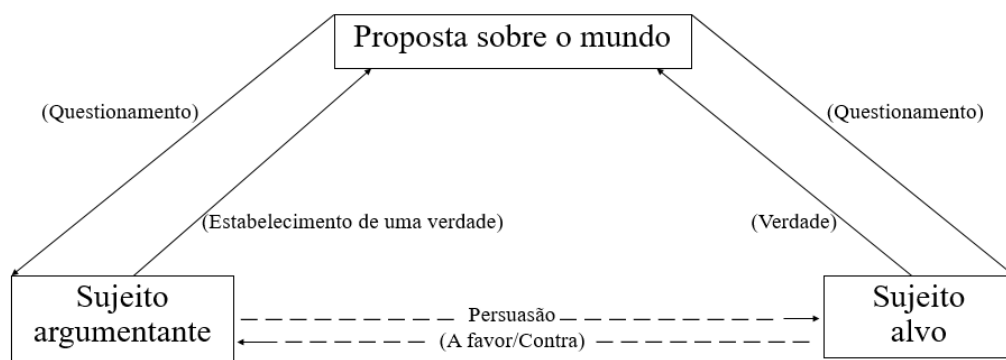 Proposta sobre o mundo
(Questionamento)
(Questionamento)
(Estabelecimento de uma verdade)
(Verdade)
Sujeito
argumentante
Persuasão
(A favor/Contra)
Sujeito
alvo